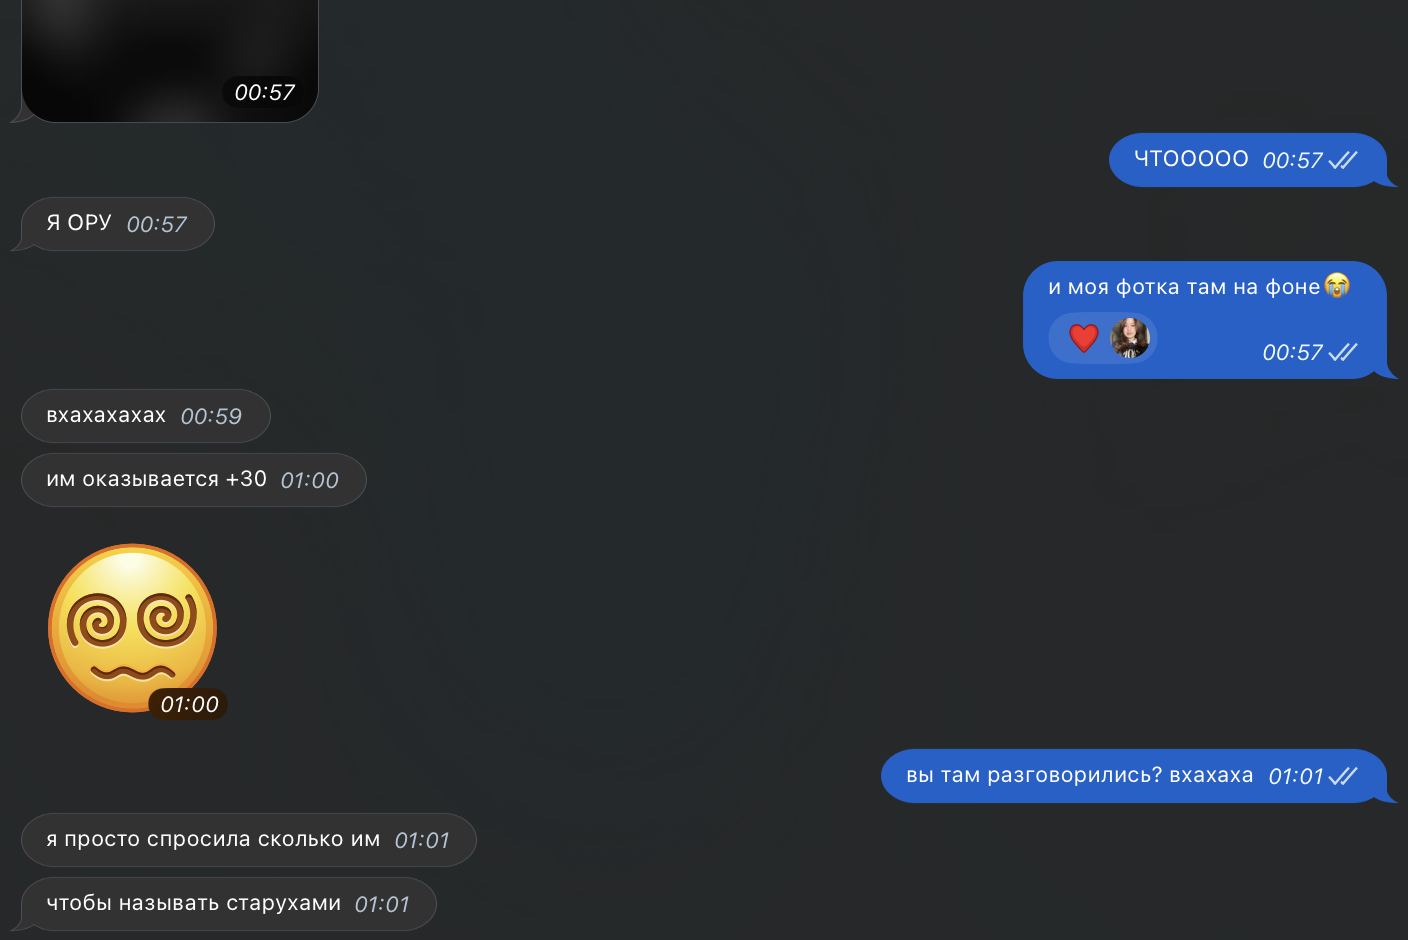 00:57
ЧТООООО 00:57
Я ОРУ 00:57
и моя фотка там на фоне😭
❤️ 00:57
вхахахахах 00:59
им оказывается +30 01:00
01:00
вы там разговорились? вхахаха 01:01
я просто спросила сколько им 01:01
чтобы называть старухами 01:01